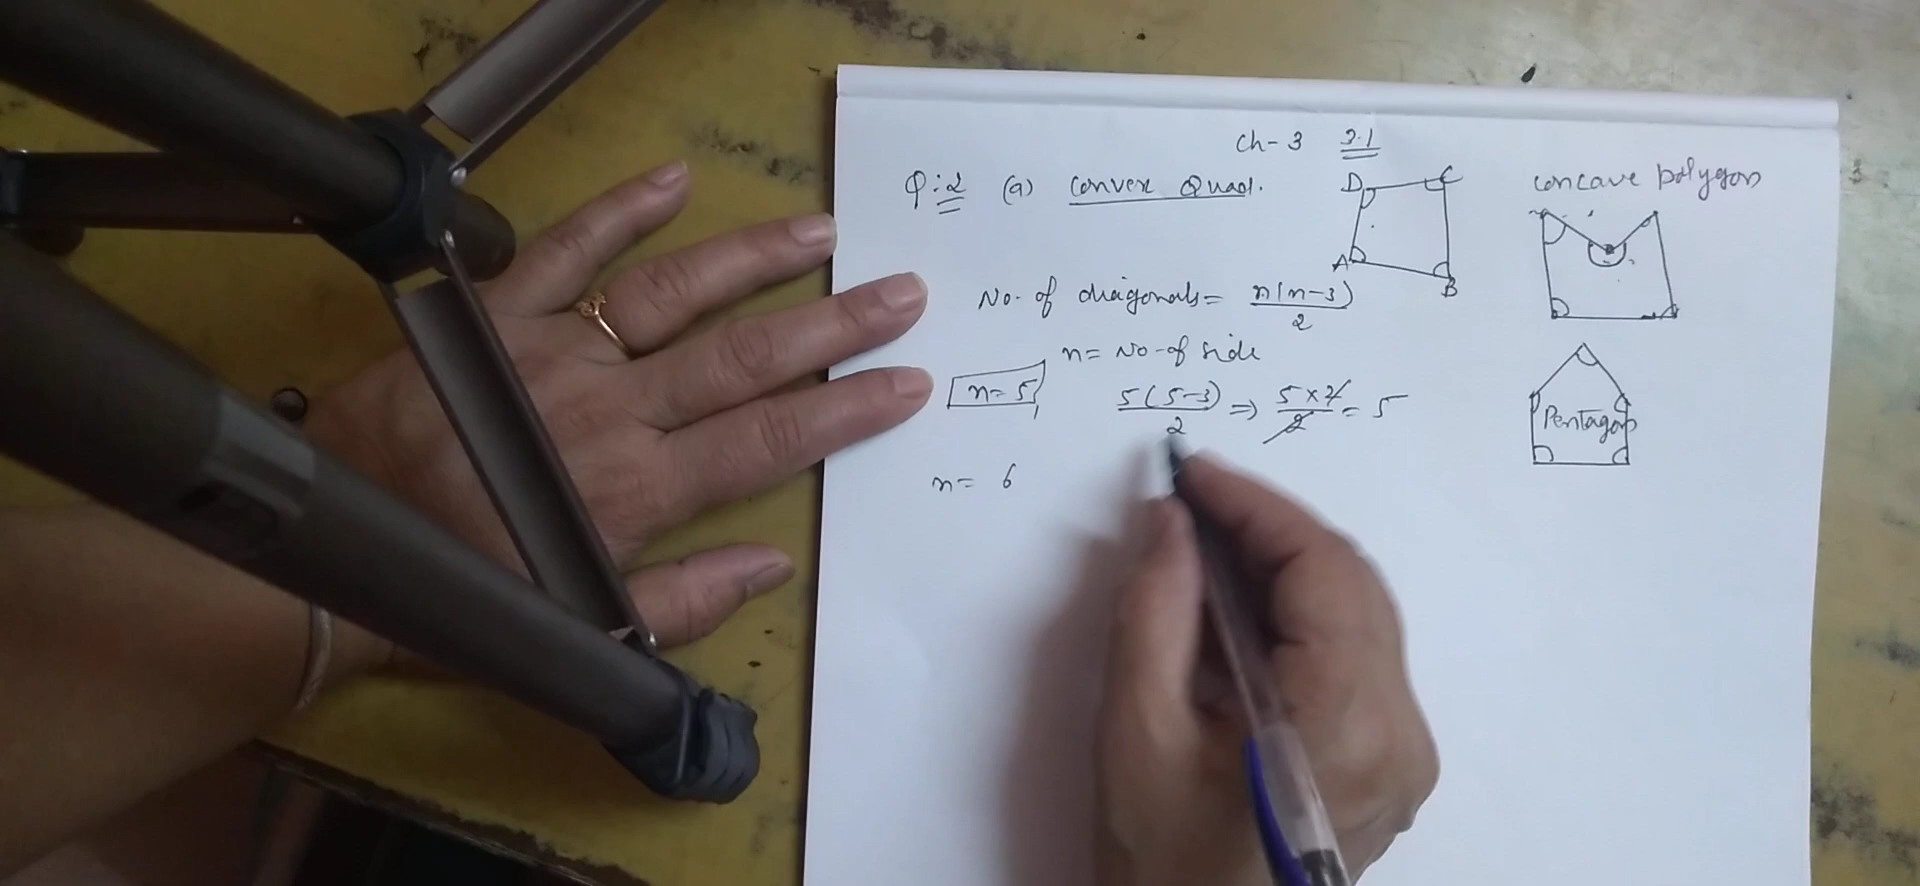 Ch-3 3.1
Q:2 (a) Convex Quad.
D C
A B
concave polygon
No. of diagonals = n(n-3)/2
n = No-of side
n=5 5(5-3)/2 => 5×2/2 = 5
Pentagon
n= 6